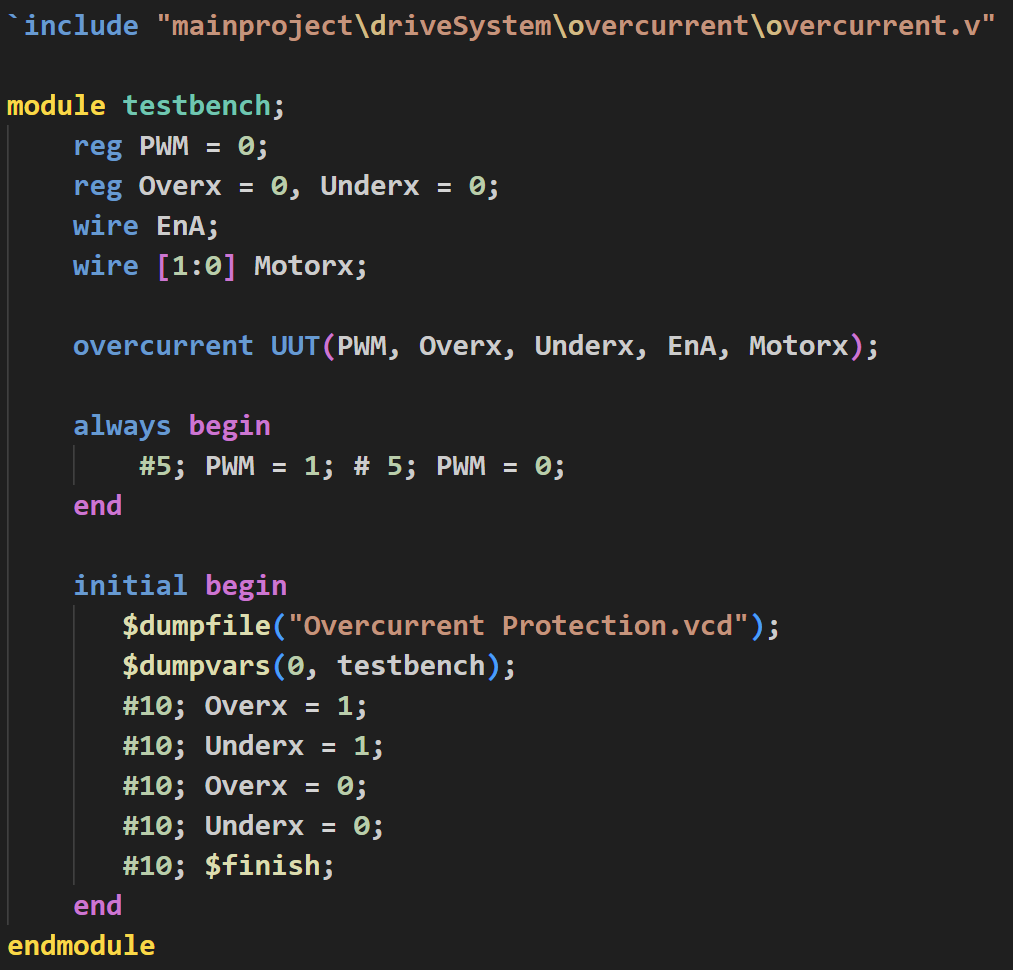 `include "mainproject\driveSystem\overcurrent\overcurrent.v"
module testbench;
reg PWM = 0;
reg Overx = 0, Underx = 0;
wire EnA;
wire [1:0] Motorx;
overcurrent UUT(PWM, Overx, Underx, EnA, Motorx);
always begin
#5; PWM = 1; # 5; PWM = 0;
end
initial begin
$dumpfile("Overcurrent Protection.vcd");
$dumpvars(0, testbench);
#10; Overx = 1;
#10; Underx = 1;
#10; Overx = 0;
#10; Underx = 0;
#10; $finish;
end
endmodule